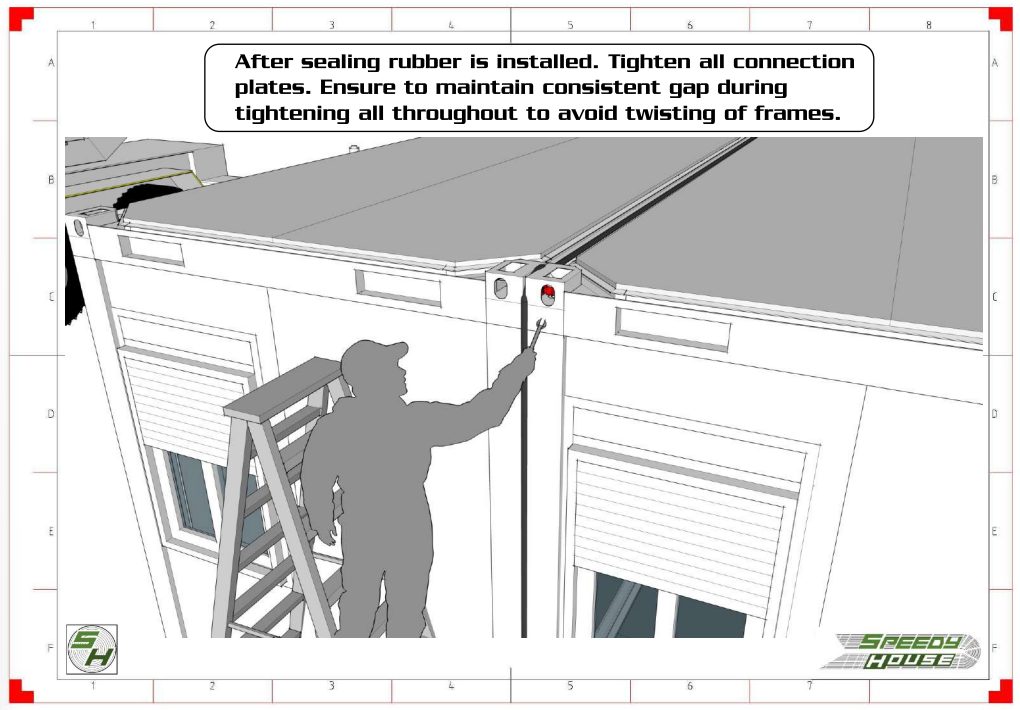 1 2 3 4 5 6 7 8
After sealing rubber is installed. Tighten all connection
plates. Ensure to maintain consistent gap during
tightening all throughout to avoid twisting of frames.
A A
B B
C C
D D
E E
F F
SH
SPEEDY
HOUSE
1 2 3 4 5 6 7